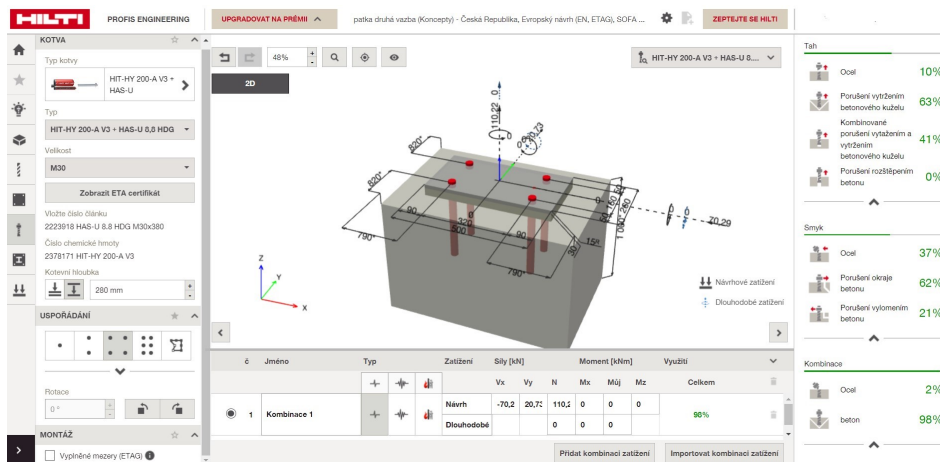 HILTI PROFIS ENGINEERING UPGRADOVAT NA PRÉMII patka druhá vazba (Koncepty) - Česká Republika, Evropský návrh (EN, ETAG), SOFA ... ZEPTEJTE SE HILTI
KOTVA
Typ kotvy
HIT-HY 200-A V3 +
HAS-U
Typ
HIT-HY 200-A V3 + HAS-U 8,8 HDG
Velikost
M30
Zobrazit ETA certifikát
Vložte číslo článku
2223918 HAS-U 8.8 HDG M30x380
Číslo chemické hmoty
2378171 HIT-HY 200-A V3
Kotevní hloubka
280 mm
USPOŘÁDÁNÍ
Rotace
0 °
MONTÁŽ
Vyplněné mezery (ETAG)
48%
HIT-HY 200-A V3 + HAS-U 8....
2D
110,22 0
20,73
820*
820*
90
0
320
500
90
790*
790*
30
15
1 060
0
70,29
Z
Y
X
Návrhové zatížení
Dlouhodobé zatížení
č Jméno Typ Zatížení Síly [kN] Moment [kNm] Využití
Vx Vy N Mx Můj Mz Celkem
1 Kombinace 1 Návrh -70,2 20,73 110,2 0 0 0 98%
Dlouhodobé 0 0 0
Přidat kombinaci zatížení Importovat kombinaci zatížení
Tah
Ocel 10%
Porušení vytržením
betonového kuželu 63%
Kombinované
porušení vytažením a
vytržením
betonového kuželu 41%
Porušení rozštěpením
betonu 0%
Smyk
Ocel 37%
Porušení okraje
betonu 62%
Porušení vylomením
betonu 21%
Kombinace
Ocel 2%
beton 98%